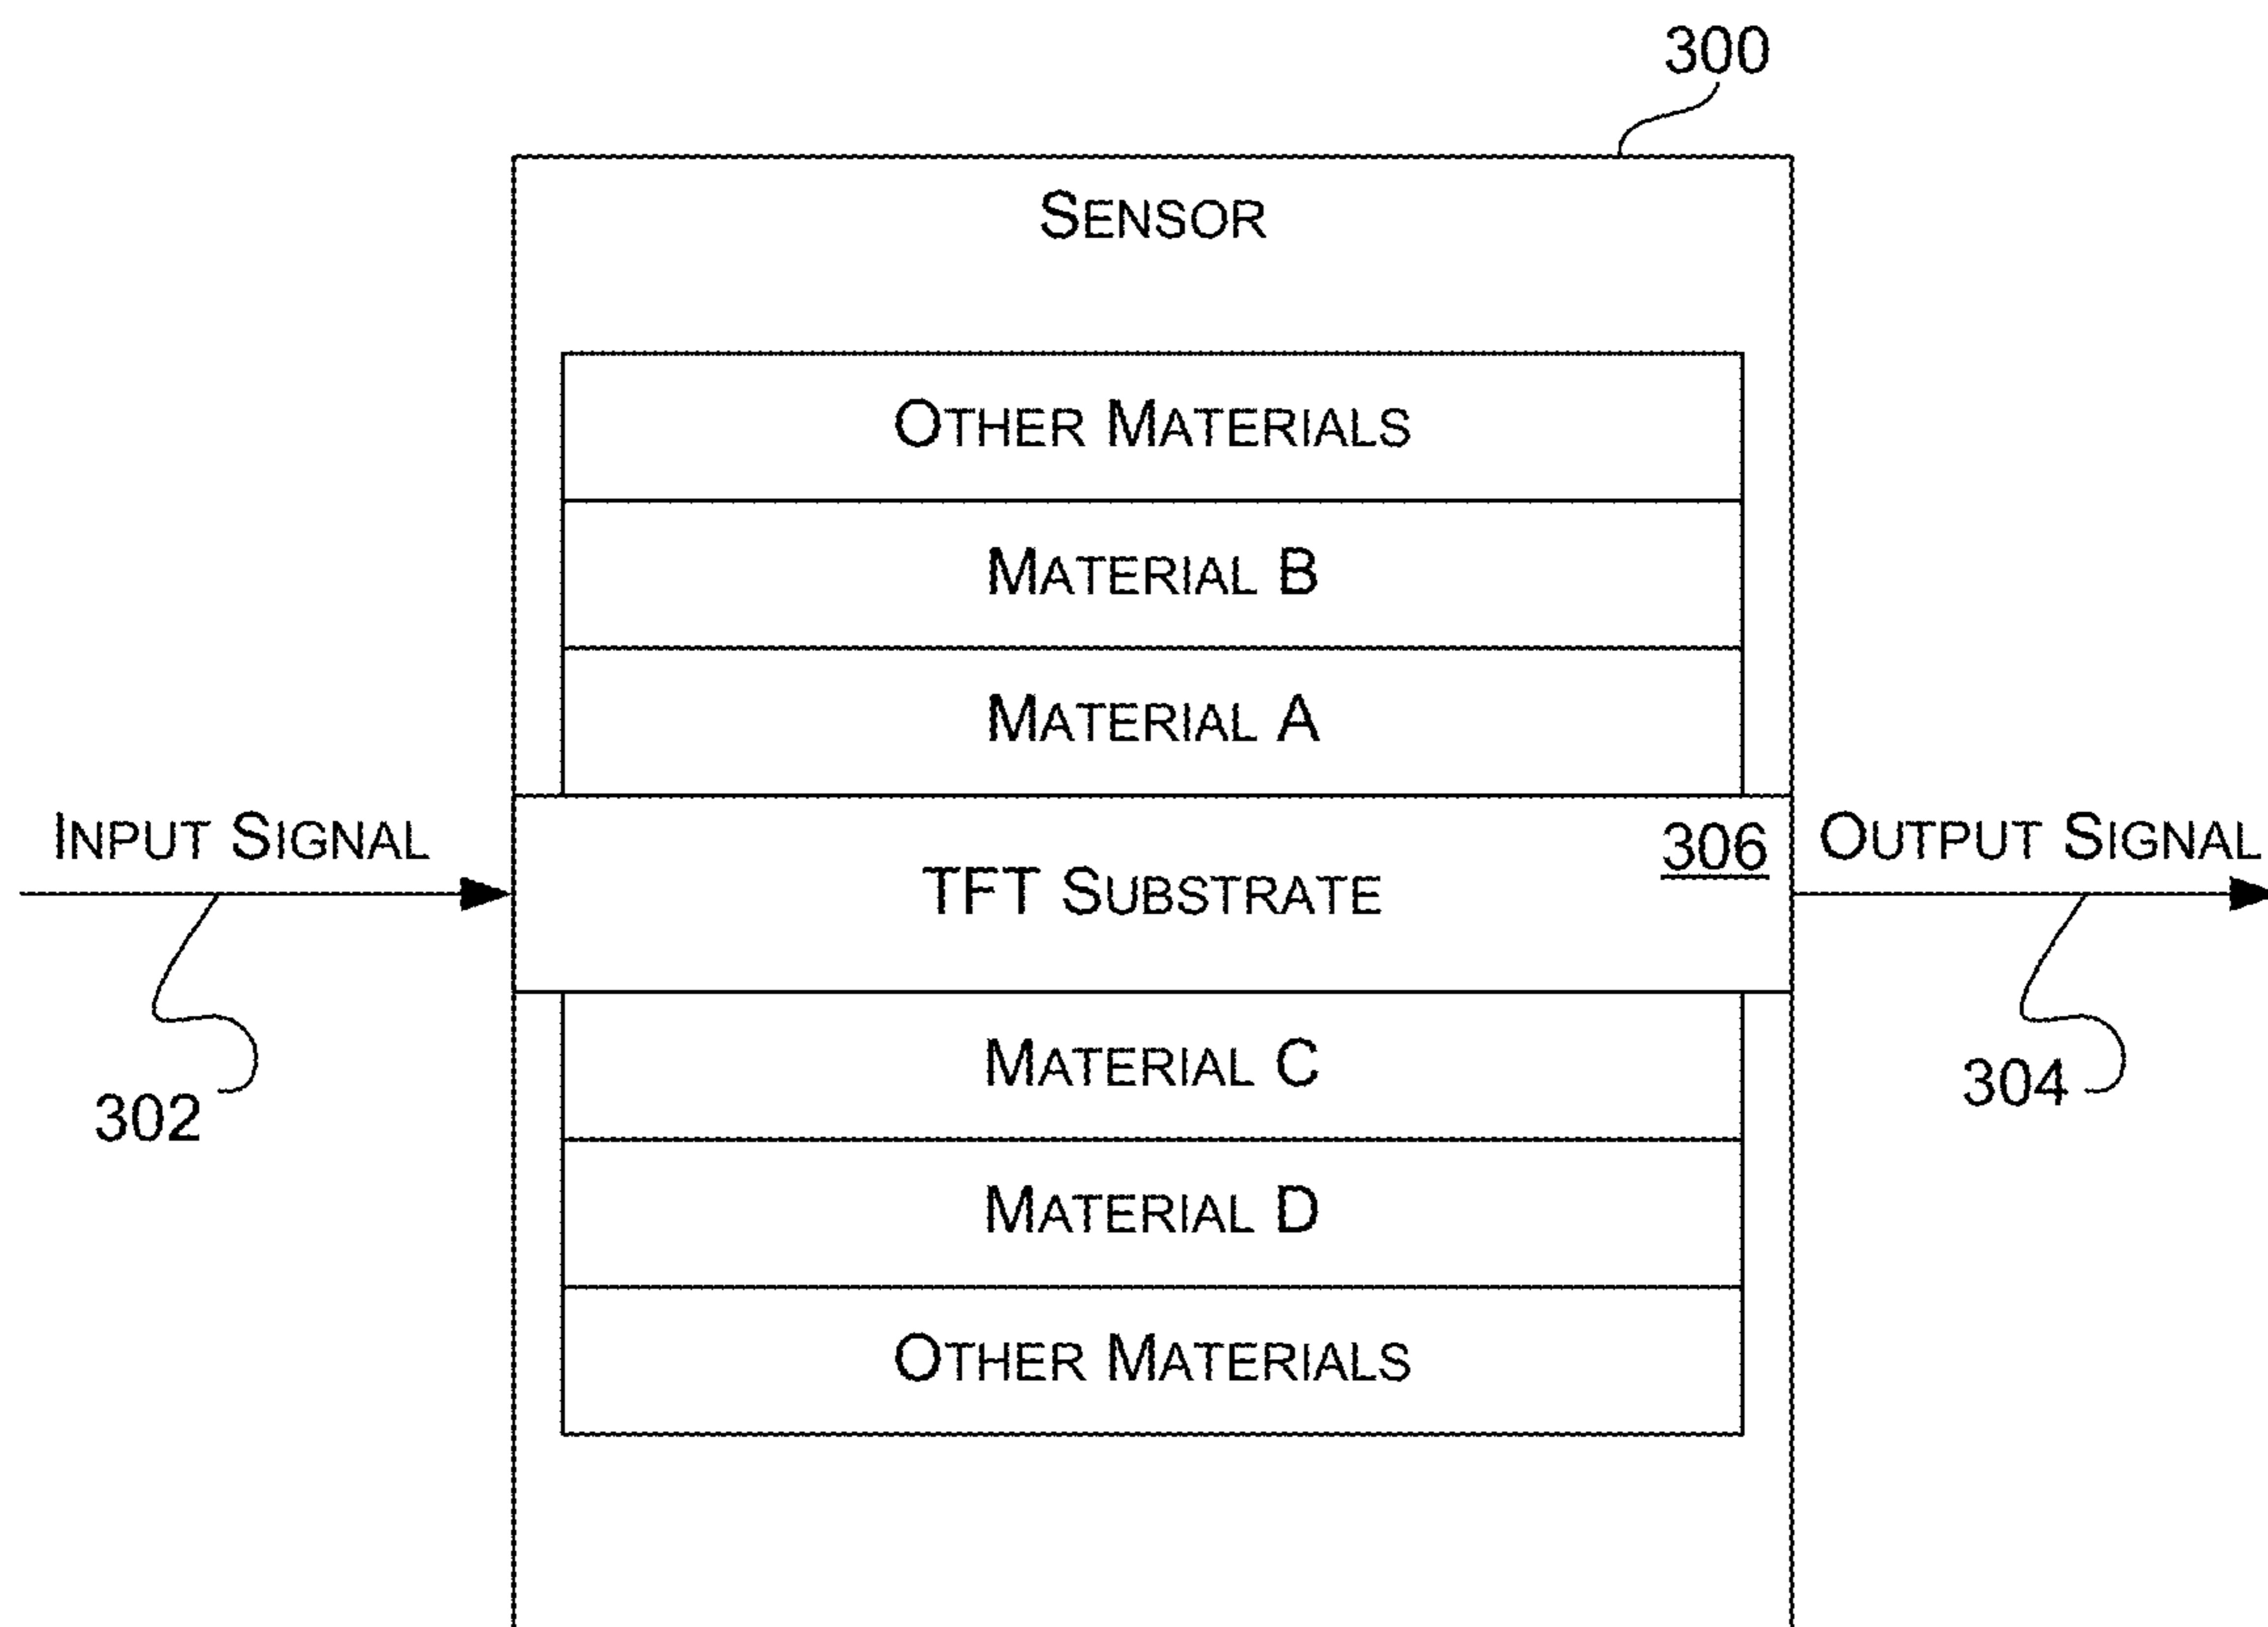 300
SENSOR
OTHER MATERIALS
MATERIAL B
MATERIAL A
INPUT SIGNAL
TFT SUBSTRATE
306
OUTPUT SIGNAL
302
304
MATERIAL C
MATERIAL D
OTHER MATERIALS